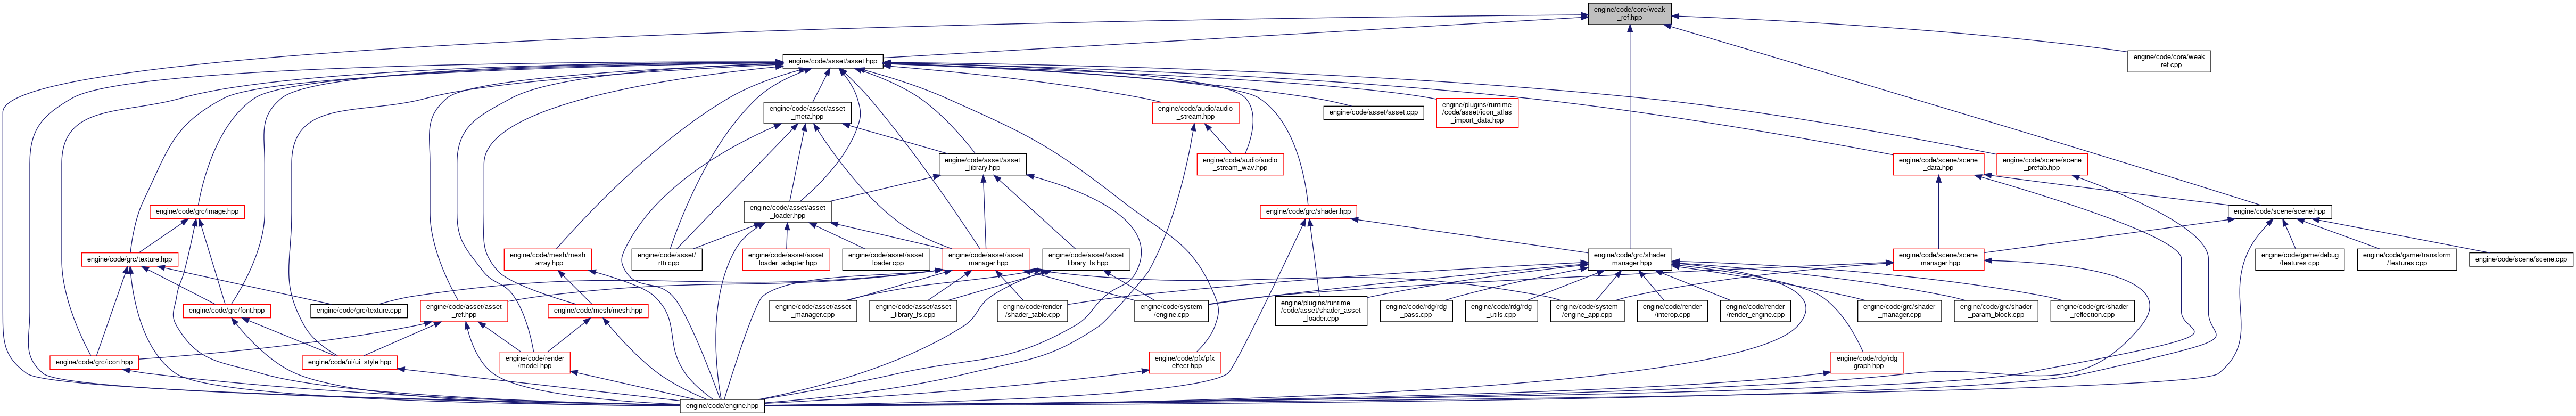 engine/code/core/weak
_ref.hpp
engine/code/asset/asset.hpp
engine/code/core/weak
_ref.cpp
engine/code/asset/asset
_meta.hpp
engine/code/audio/audio
_stream.hpp
engine/code/asset/asset.cpp
engine/plugins/runtime
/code/asset/icon_atlas
_import_data.hpp
engine/code/asset/asset
_library.hpp
engine/code/audio/audio
_stream_wav.hpp
engine/code/scene/scene
_data.hpp
engine/code/scene/scene
_prefab.hpp
engine/code/grc/image.hpp
engine/code/asset/asset
_loader.hpp
engine/code/grc/shader.hpp
engine/code/scene/scene.hpp
engine/code/grc/texture.hpp
engine/code/mesh/mesh
_array.hpp
engine/code/asset/
_rtti.cpp
engine/code/asset/asset
_loader_adapter.hpp
engine/code/asset/asset
_loader.cpp
engine/code/asset/asset
_manager.hpp
engine/code/asset/asset
_library_fs.hpp
engine/code/grc/shader
_manager.hpp
engine/code/scene/scene
_manager.hpp
engine/code/game/debug
/features.cpp
engine/code/game/transform
/features.cpp
engine/code/scene/scene.cpp
engine/code/grc/font.hpp
engine/code/grc/texture.cpp
engine/code/asset/asset
_ref.hpp
engine/code/mesh/mesh.hpp
engine/code/asset/asset
_manager.cpp
engine/code/asset/asset
_library_fs.cpp
engine/code/render
/shader_table.cpp
engine/code/system
/engine.cpp
engine/plugins/runtime
/code/asset/shader_asset
_loader.cpp
engine/code/rdg/rdg
_pass.cpp
engine/code/rdg/rdg
_utils.cpp
engine/code/system
/engine_app.cpp
engine/code/render
/interop.cpp
engine/code/render
/render_engine.cpp
engine/code/grc/shader
_manager.cpp
engine/code/grc/shader
_param_block.cpp
engine/code/grc/shader
_reflection.cpp
engine/code/grc/icon.hpp
engine/code/ui/ui_style.hpp
engine/code/render
/model.hpp
engine/code/pfx/pfx
_effect.hpp
engine/code/rdg/rdg
_graph.hpp
engine/code/engine.hpp